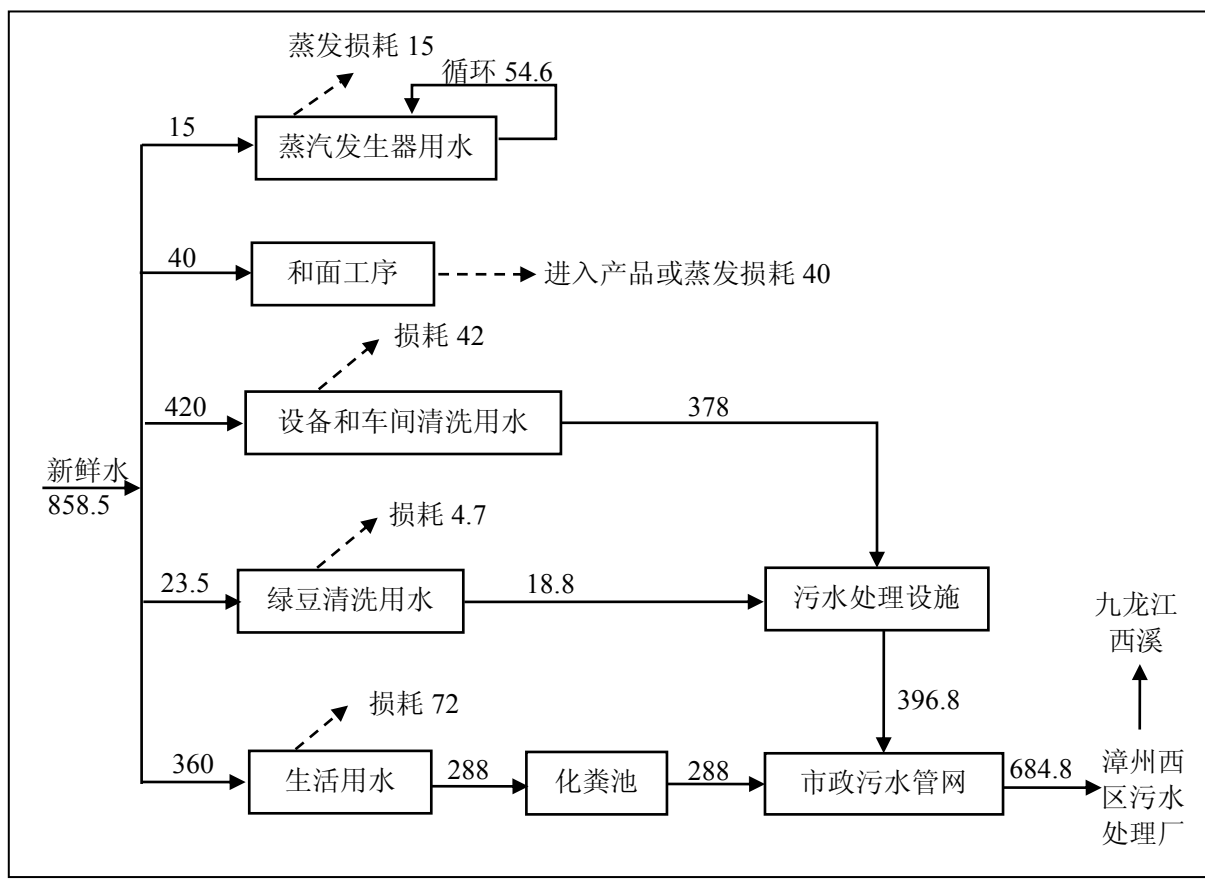 蒸发损耗 15
循环 54.6
15
蒸汽发生器用水
40
和面工序
进入产品或蒸发损耗 40
损耗 42
420
设备和车间清洗用水
378
新鲜水
858.5
损耗 4.7
23.5
绿豆清洗用水
18.8
污水处理设施
九龙江
西溪
损耗 72
396.8
360
生活用水
288
化粪池
288
市政污水管网
684.8
漳州西
区污水
处理厂